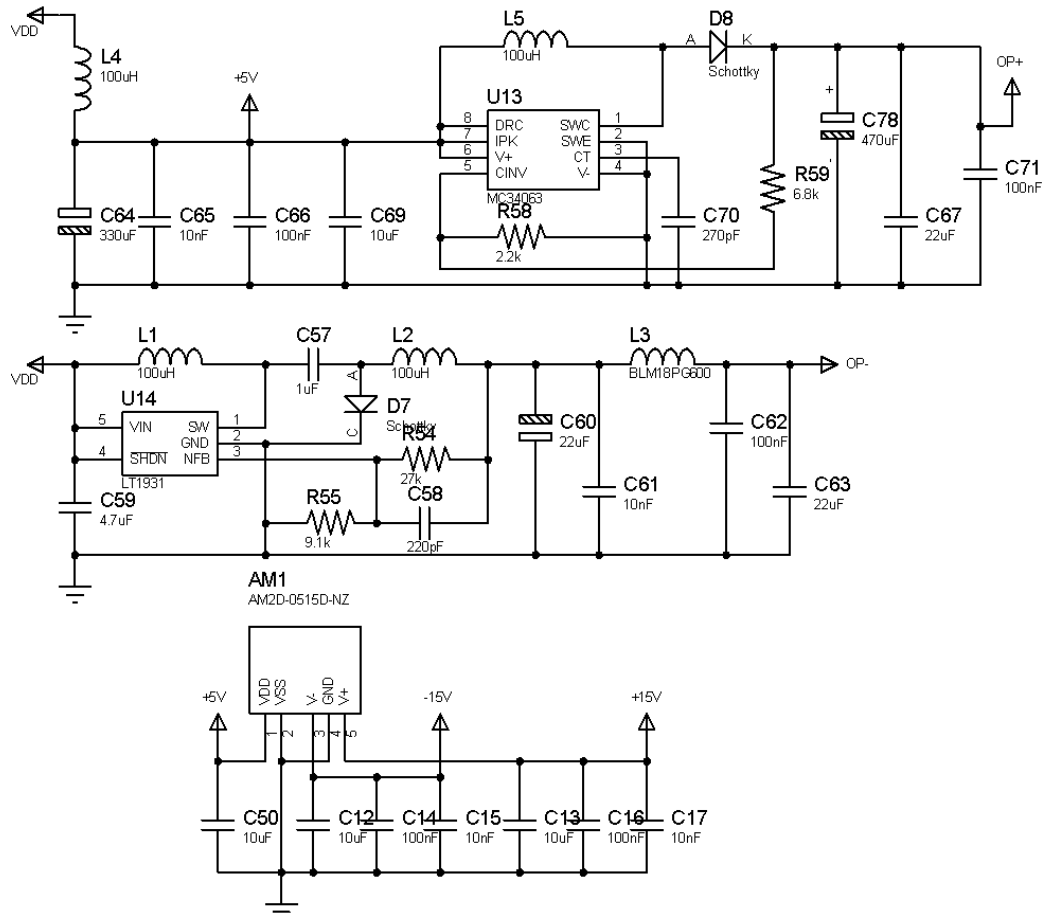 VDD
L4
100uH
+5V
L5
100uH
D8
A
K
Schottky
OP+
U13
8
DRC
SWC
1
7
IPK
SWE
2
6
V+
CT
3
5
CINV
V-
4
MC34063
+
C78
470uF
C71
100nF
R59
6.8k
C64
330uF
C65
10nF
C66
100nF
C69
10uF
R58
2.2k
C70
270pF
C67
22uF
L1
100uH
C57
1uF
L2
100uH
L3
BLM18PG600
VDD
OP-
A
D7
C
Schottky
U14
5
VIN
SW
1
GND
2
4
SHDN
NFB
3
LT1931
R54
27k
C60
22uF
C62
100nF
C59
4.7uF
R55
9.1k
C58
220pF
C61
10nF
C63
22uF
AM1
AM2D-0515D-NZ
VDD
VSS
V-
GND
V+
1
2
3
4
5
+5V
-15V
+15V
C50
10uF
C12
10uF
C14
100nF
C15
10nF
C13
10uF
C16
100nF
C17
10nF